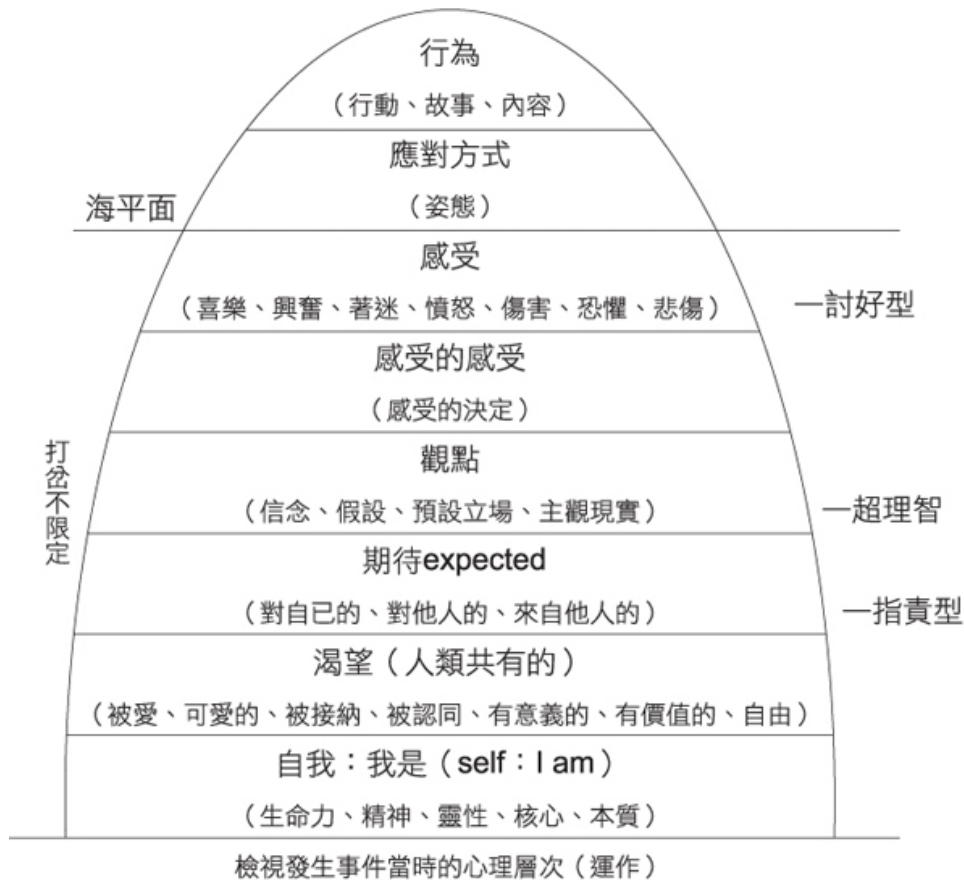 行為
（行動、故事、內容）
應對方式
（姿態）
海平面
感受
（喜樂、興奮、著迷、憤怒、傷害、恐懼、悲傷）
—討好型
感受的感受
（感受的決定）
打岔不限定
觀點
（信念、假設、預設立場、主觀現實）
—超理智
期待expected
（對自已的、對他人的、來自他人的）
—指責型
渴望（人類共有的）
（被愛、可愛的、被接納、被認同、有意義的、有價值的、自由）
自我：我是（self：I am）
（生命力、精神、靈性、核心、本質）
檢視發生事件當時的心理層次（運作）